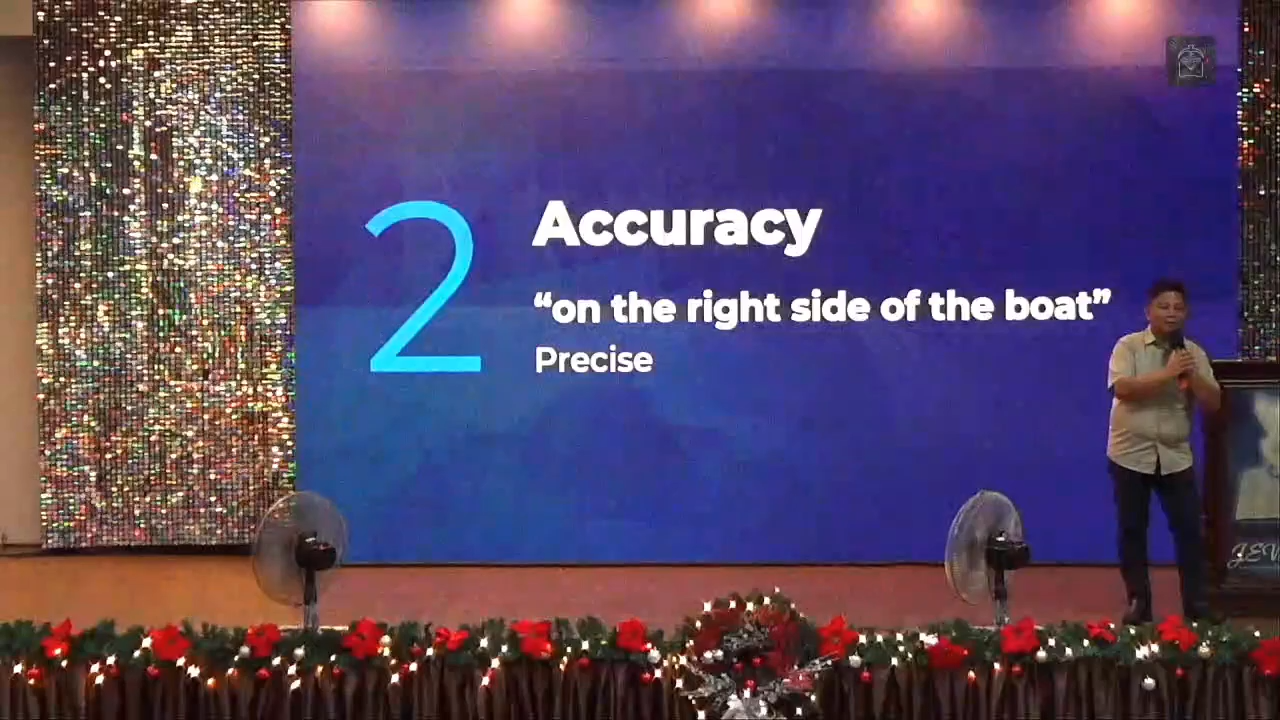 2
Accuracy
“on the right side of the boat”
Precise